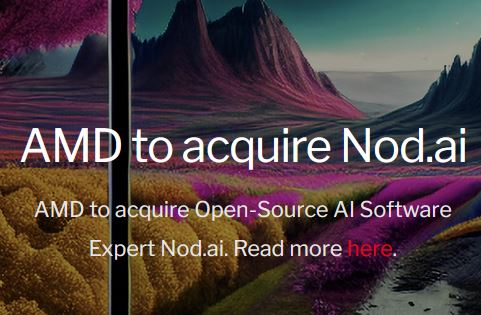 AMD to acquire Nod.ai
AMD to acquire Open-Source AI Software
Expert Nod.ai. Read more here.